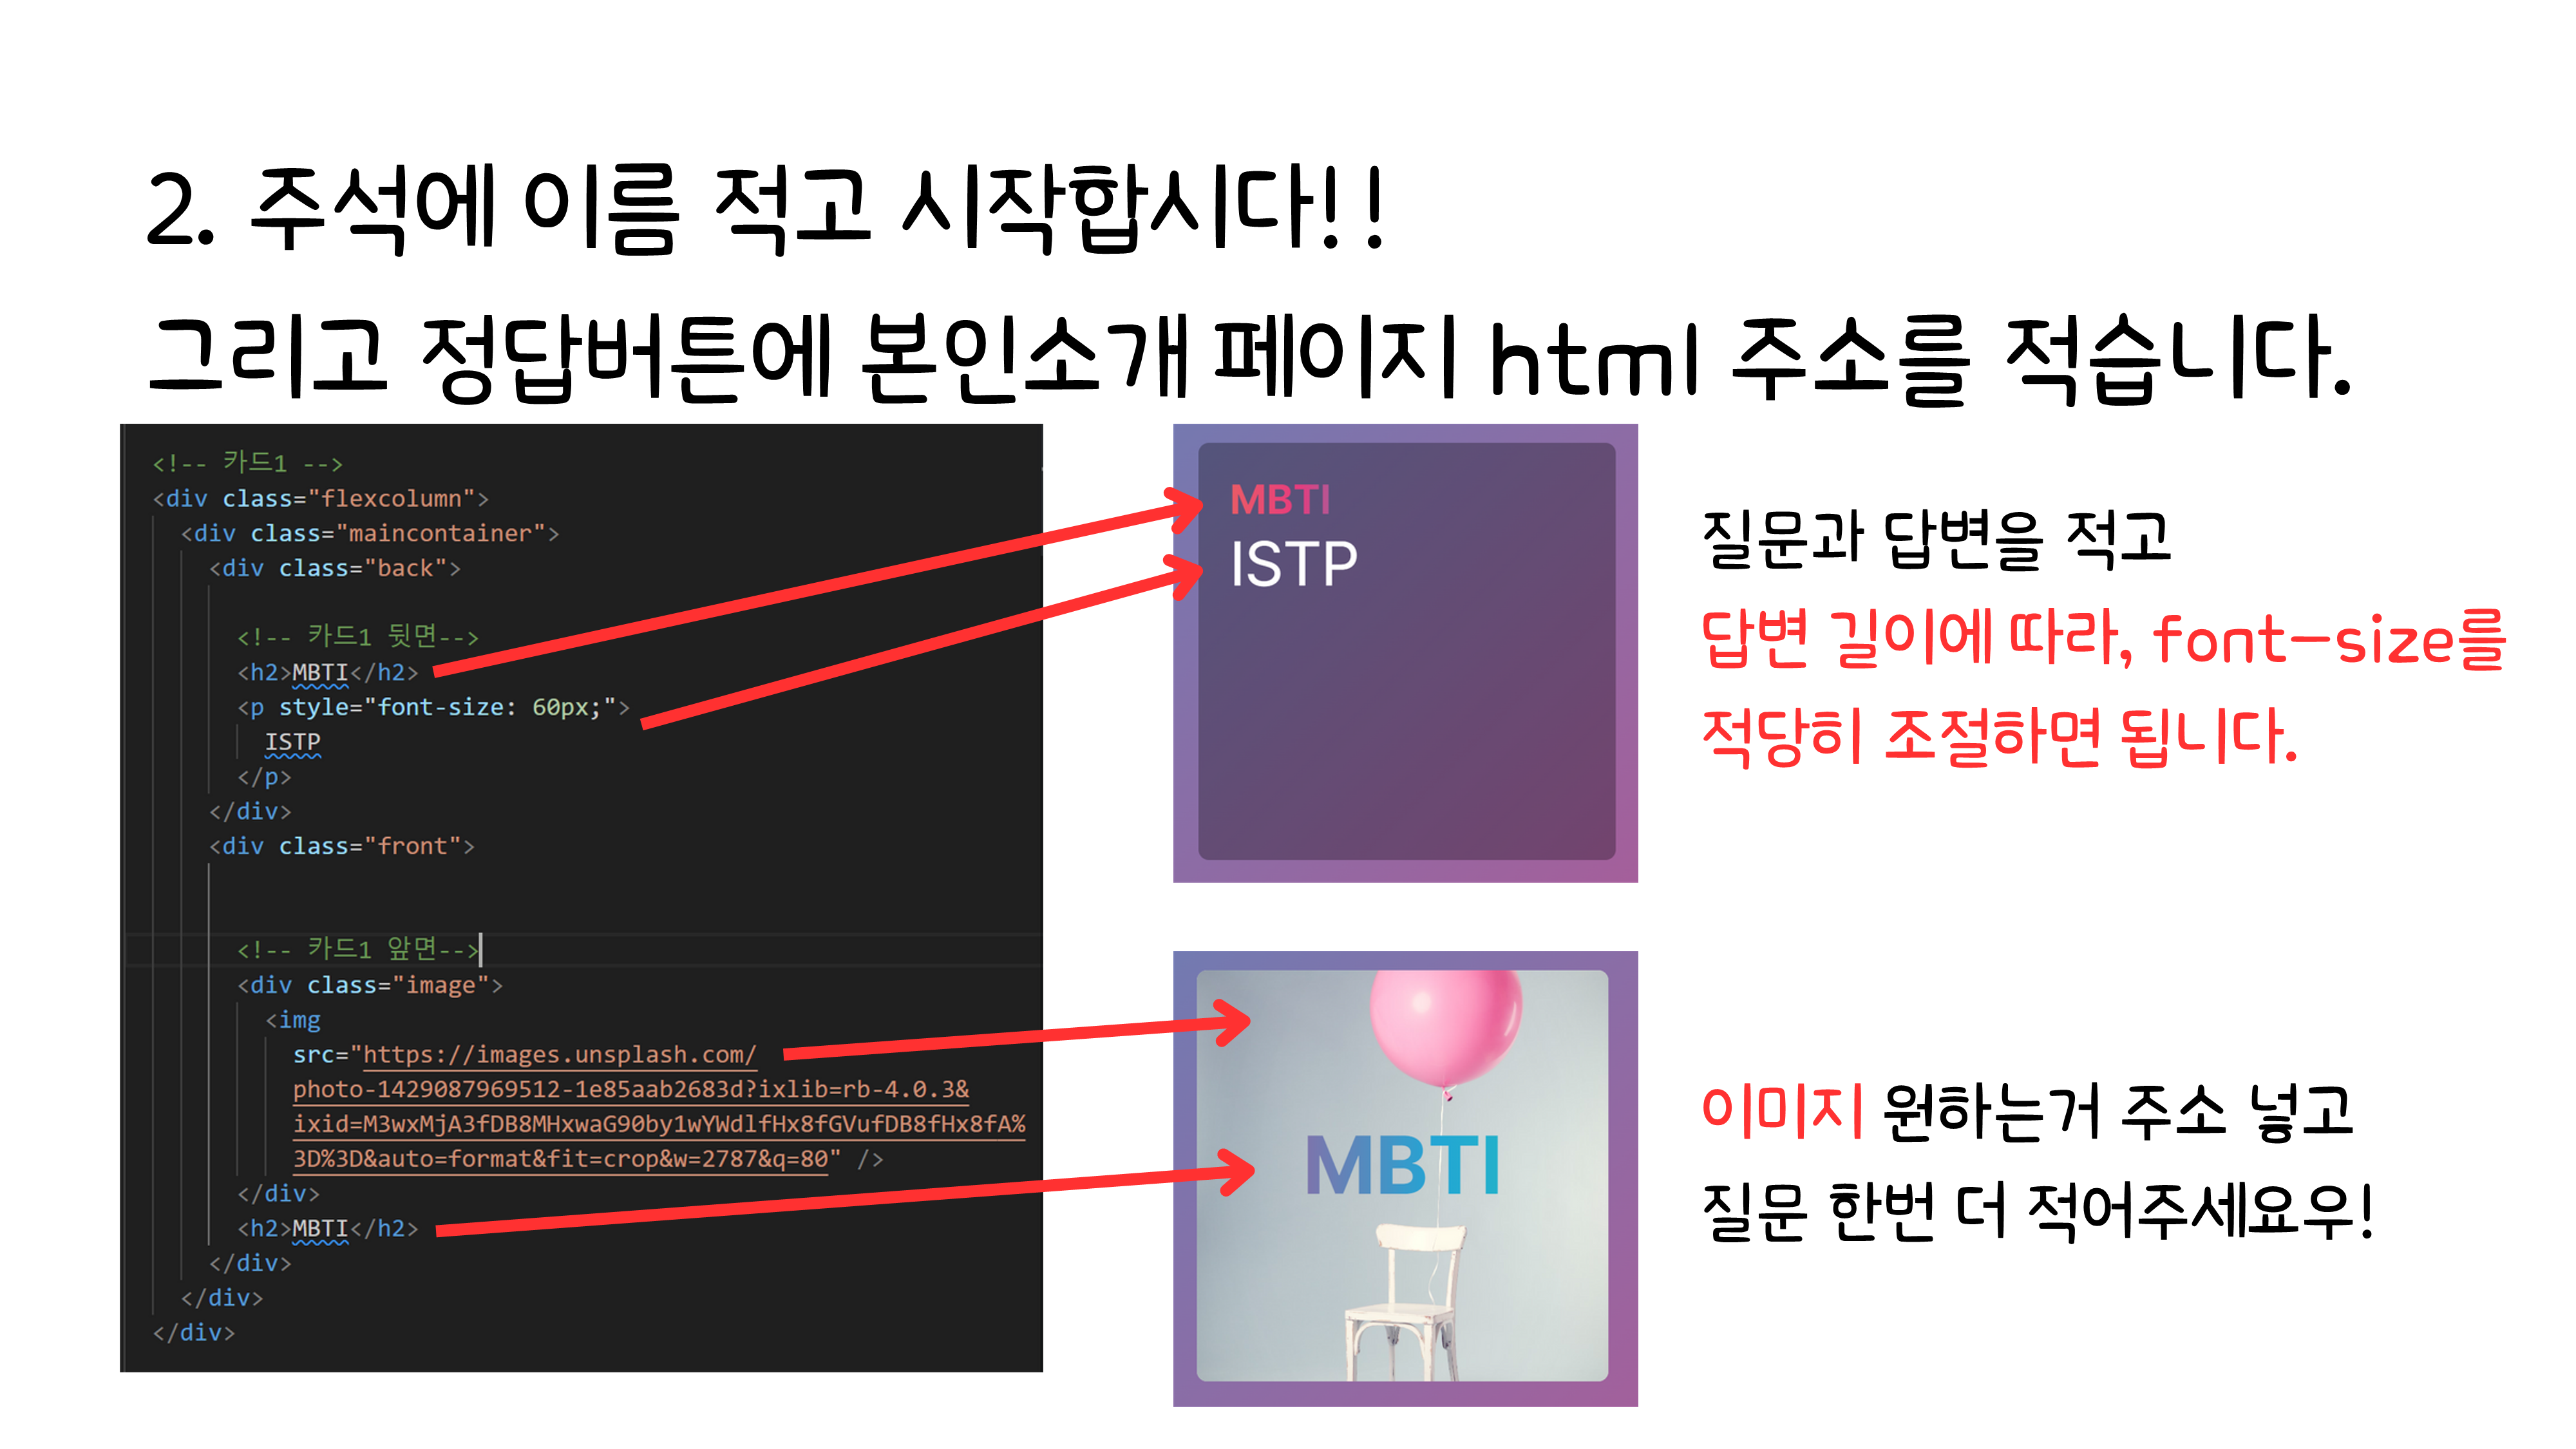 2. 주석에 이름 적고 시작합시다!!
그리고 정답버튼에 본인소개 페이지 html 주소를 적습니다.
<!-- 카드1 -->
<div class="flexcolumn">
<div class="maincontainer">
<div class="back">
<!-- 카드1 뒷면-->
<h2>MBTI</h2>
<p style="font-size: 60px;">
ISTP
</p>
</div>
<div class="front">
<!-- 카드1 앞면-->
<div class="image">
<img
src="https://images.unsplash.com/
photo-1429087969512-1e85aab2683d?ixlib=rb-4.0.3&
ixid=M3wxMjA3fDB8MHxwaG90by1wYWdlfHx8fGVufDB8fHx8fA%
3D%3D&auto=format&fit=crop&w=2787&q=80" />
</div>
<h2>MBTI</h2>
</div>
</div>
</div>
MBTI
ISTP
질문과 답변을 적고
답변 길이에 따라, font-size를
적당히 조절하면 됩니다.
MBTI
이미지 원하는거 주소 넣고
질문 한번 더 적어주세요우!